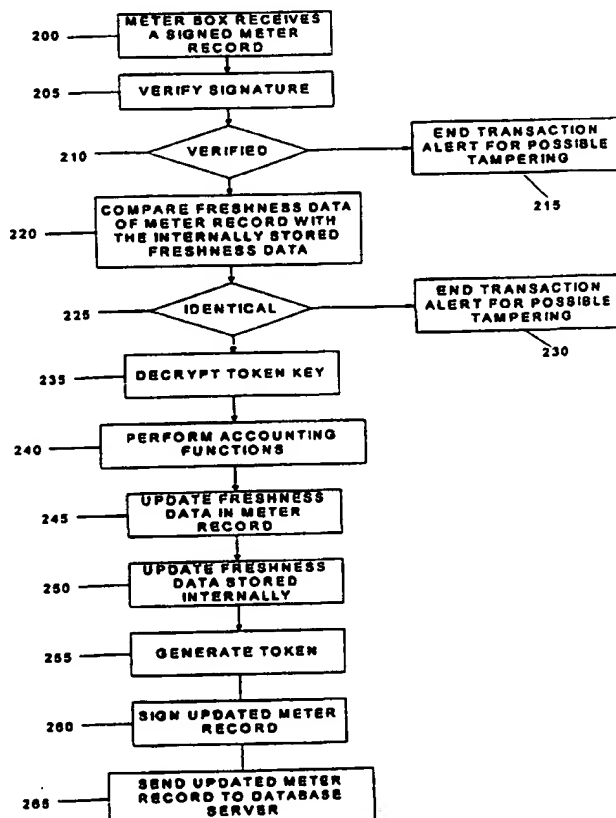 200
METER BOX RECEIVES
A SIGNED METER
RECORD
205
VERIFY SIGNATURE
210
VERIFIED
END TRANSACTION
ALERT FOR POSSIBLE
TAMPERING
215
220
COMPARE FRESHNESS DATA
OF METER RECORD WITH
THE INTERNALLY STORED
FRESHNESS DATA
225
IDENTICAL
END TRANSACTION
ALERT FOR POSSIBLE
TAMPERING
230
235
DECRYPT TOKEN KEY
240
PERFORM ACCOUNTING
FUNCTIONS
245
UPDATE FRESHNESS
DATA IN METER
RECORD
250
UPDATE FRESHNESS
DATA STORED
INTERNALLY
255
GENERATE TOKEN
260
SIGN UPDATED METER
RECORD
265
SEND UPDATED METER
RECORD TO DATABASE
SERVER